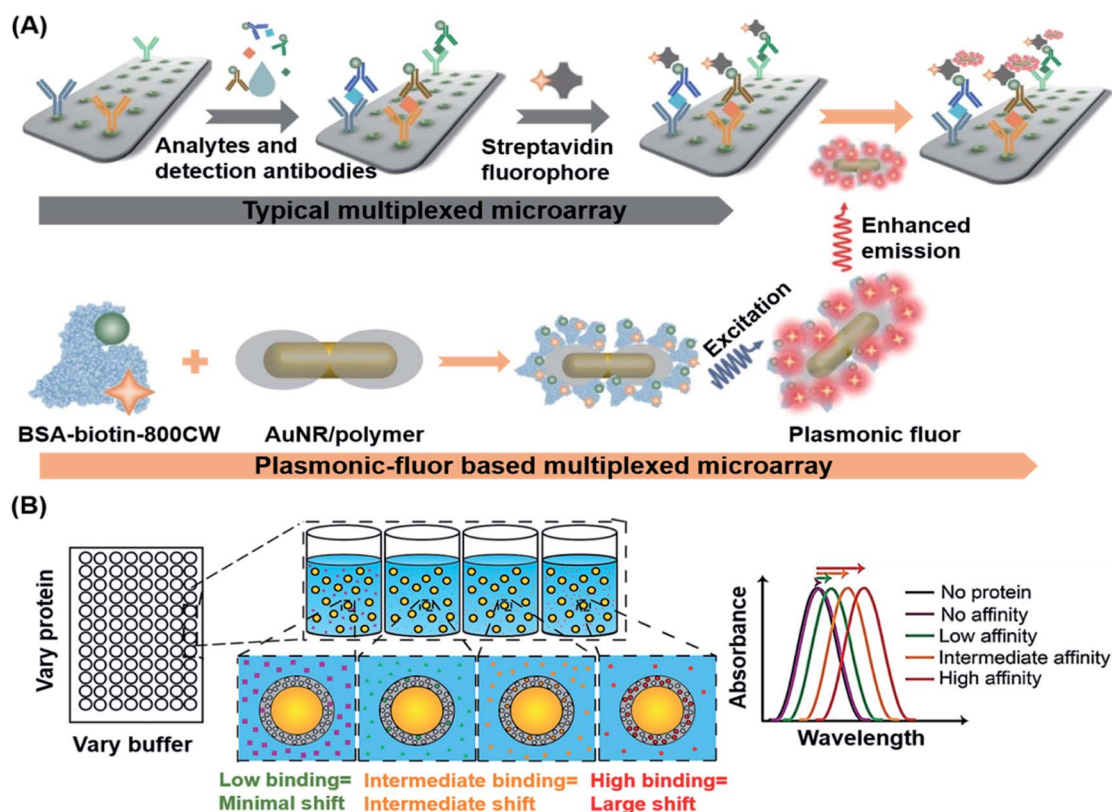 (A)
Analytes and
detection antibodies
Streptavidin
fluorophore
Typical multiplexed microarray
Enhanced
emission
Excitation
BSA-biotin-800CW
AuNR/polymer
Plasmonic fluor
Plasmonic-fluor based multiplexed microarray
(B)
Vary protein
Vary buffer
Low binding=
Minimal shift
Intermediate binding=
Intermediate shift
High binding=
Large shift
Absorbance
Wavelength
No protein
No affinity
Low affinity
Intermediate affinity
High affinity